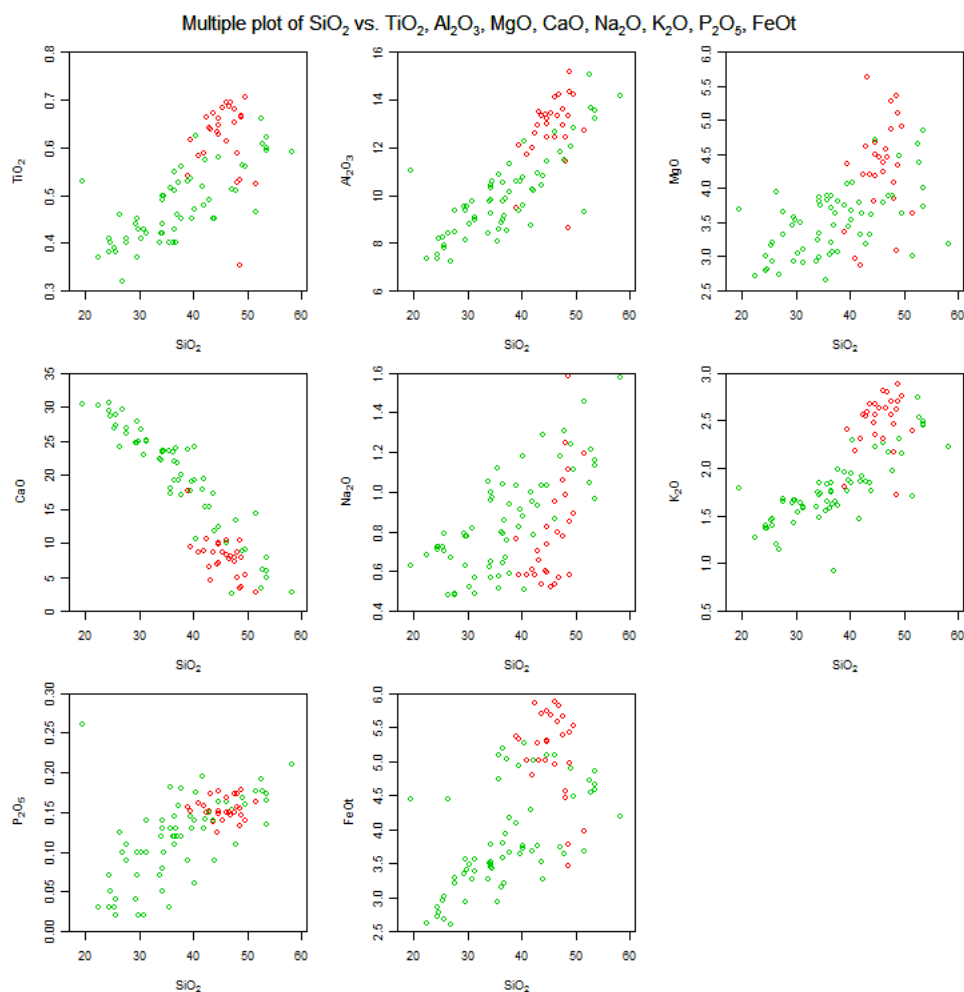 Multiple plot of SiO₂ vs. TiO₂, Al₂O₃, MgO, CaO, Na₂O, K₂O, P₂O₅, FeOt
TiO₂
0.3 0.4 0.5 0.6 0.7 0.8
20 30 40 50 60
SiO₂
Al₂O₃
6 8 10 12 14 16
20 30 40 50 60
SiO₂
MgO
2.5 3.0 3.5 4.0 4.5 5.0 5.5 6.0
20 30 40 50 60
SiO₂
CaO
0 5 10 15 20 25 30 35
20 30 40 50 60
SiO₂
Na₂O
0.4 0.6 0.8 1.0 1.2 1.4 1.6
20 30 40 50 60
SiO₂
K₂O
0.5 1.0 1.5 2.0 2.5 3.0
20 30 40 50 60
SiO₂
P₂O₅
0.00 0.05 0.10 0.15 0.20 0.25 0.30
20 30 40 50 60
SiO₂
FeOt
2.5 3.0 3.5 4.0 4.5 5.0 5.5 6.0
20 30 40 50 60
SiO₂